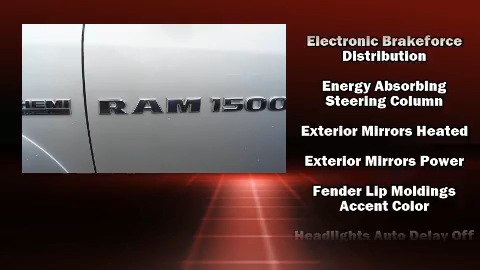 HEMI
RAM 1500
Electronic Brakeforce
Distribution
Energy Absorbing
Steering Column
Exterior Mirrors Heated
Exterior Mirrors Power
Fender Lip Moldings
Accent Color
Headlights Auto Delay Off